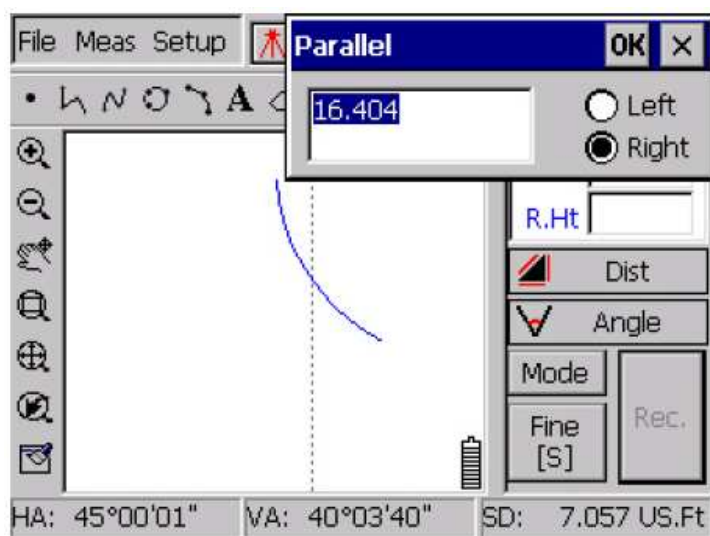 File Meas Setup
Parallel OK ×
16.404
Left
Right
A
R.Ht
Dist
Angle
Mode
Fine
[S]
Rec.
HA: 45°00'01" VA: 40°03'40" SD: 7.057 US.Ft